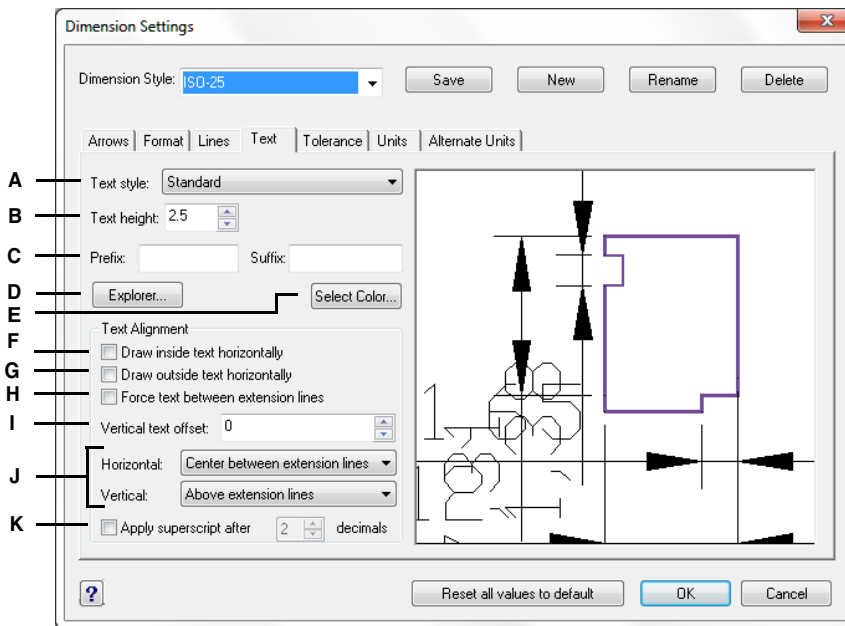 Dimension Settings
Dimension Style: ISO-25 Save New Rename Delete
Arrows Format Lines Text Tolerance Units Alternate Units
A Text style: Standard
B Text height: 2.5
C Prefix: Suffix:
D Explorer...
E Select Color...
Text Alignment
F Draw inside text horizontally
G Draw outside text horizontally
H Force text between extension lines
I Vertical text offset: 0
J Horizontal: Center between extension lines
Vertical: Above extension lines
K Apply superscript after 2 decimals
? Reset all values to default OK Cancel